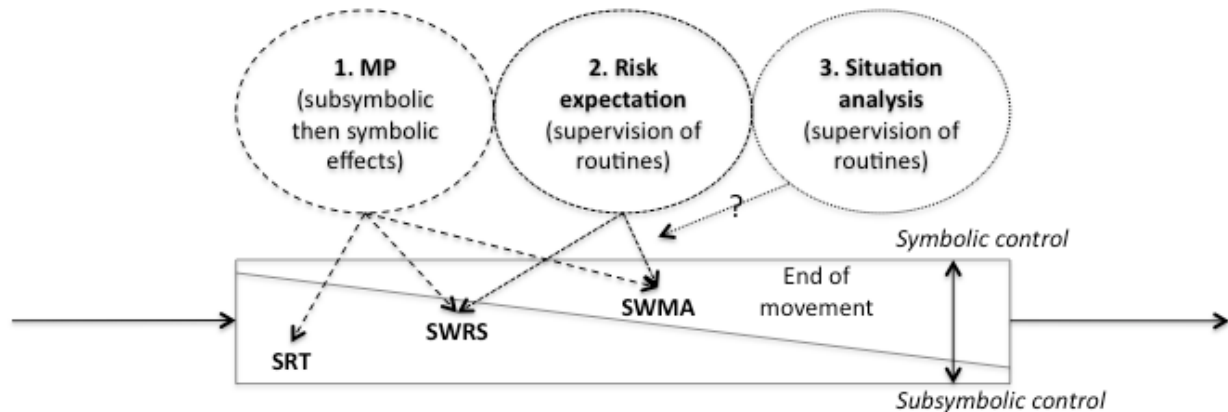 1. MP
(subsymbolic
then symbolic
effects)
2. Risk
expectation
(supervision of
routines)
3. Situation
analysis
(supervision of
routines)
?
Symbolic control
End of
movement
SWMA
SWRS
SRT
Subsymbolic control